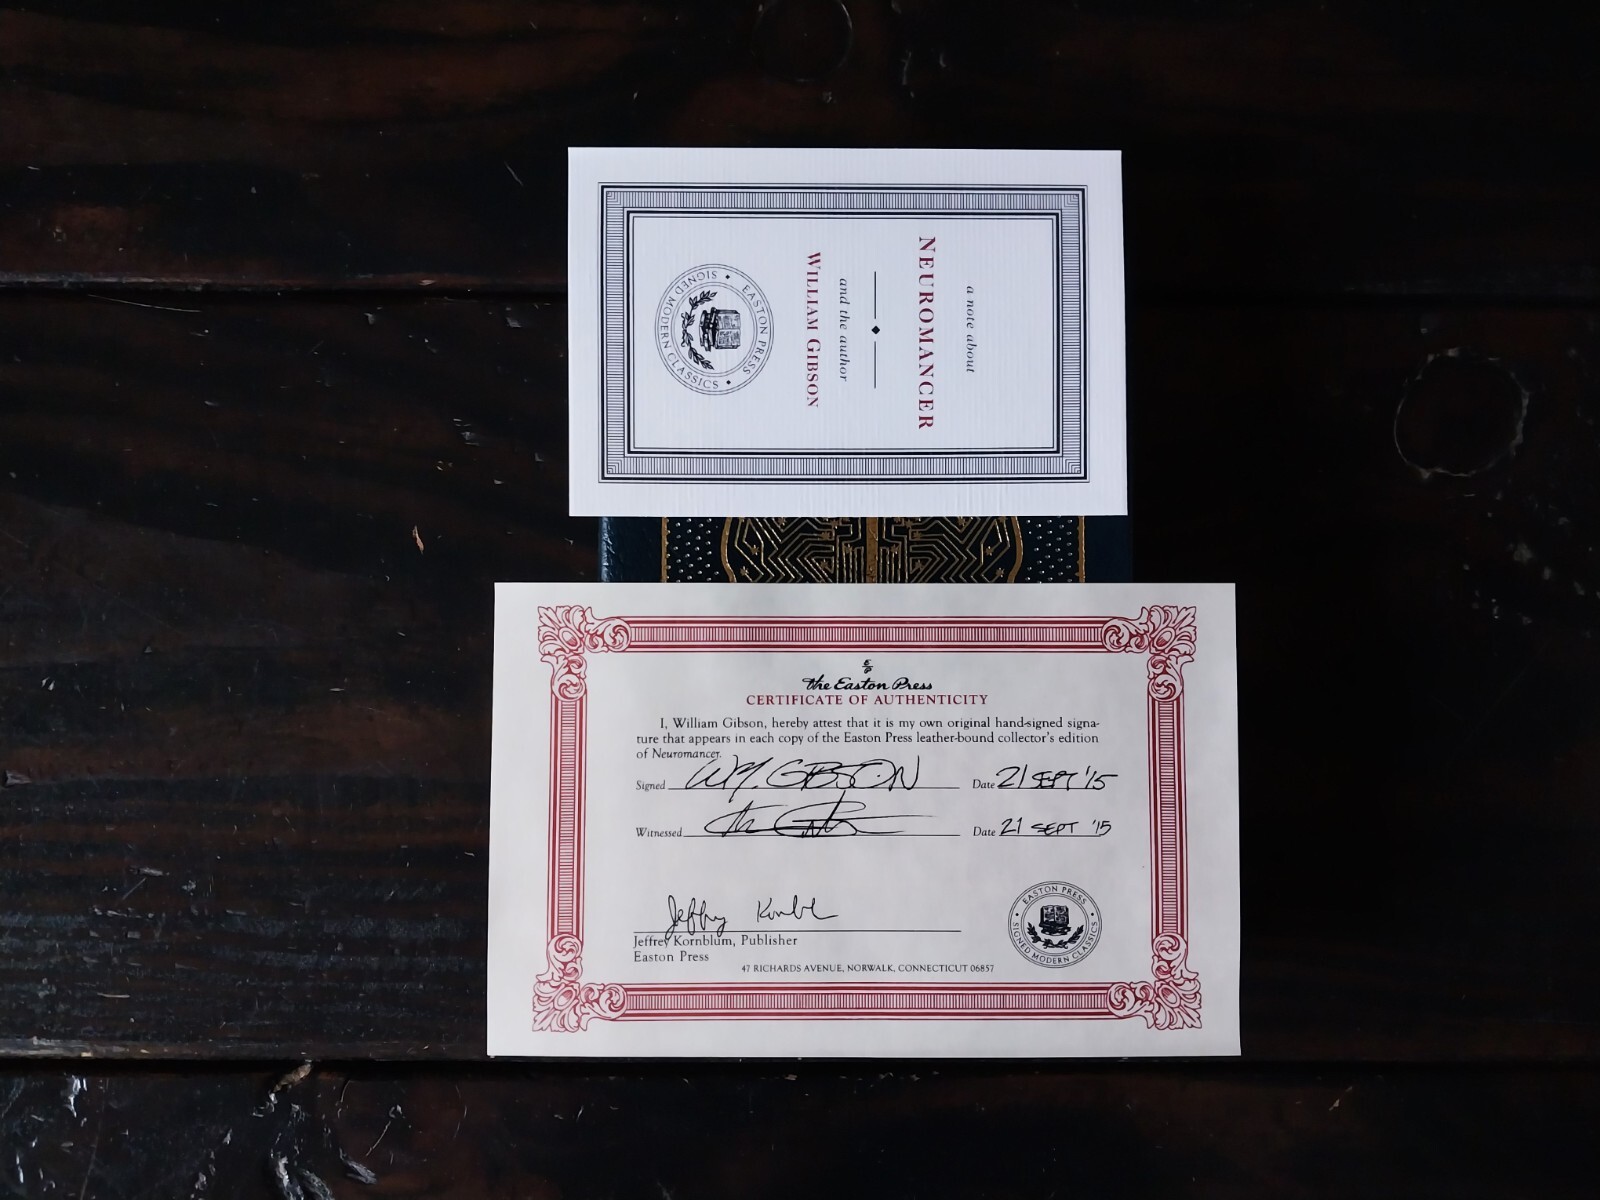 a note about
NEUROMANCER
and the author
WILLIAM GIBSON
EASTON PRESS
SIGNED MODERN CLASSICS
E/P
the Easton Press
CERTIFICATE OF AUTHENTICITY
I, William Gibson, hereby attest that it is my own original hand-signed signa-
ture that appears in each copy of the Easton Press leather-bound collector's edition
of Neuromancer.
Signed WM. GIBSON Date 21 SEPT '15
Witnessed Date 21 SEPT '15
Jeffrey Kornblum, Publisher
Easton Press
47 RICHARDS AVENUE, NORWALK, CONNECTICUT 06857
EASTON PRESS
SIGNED MODERN CLASSICS